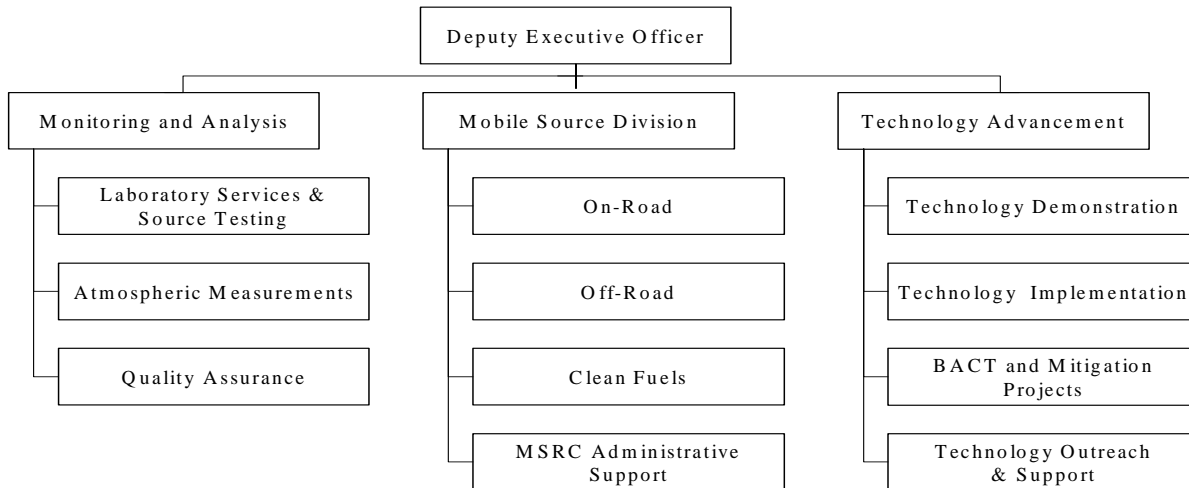 Deputy Executive Officer
Monitoring and Analysis
Mobile Source Division
Technology Advancement
Laboratory Services &
Source Testing
Atmospheric Measurements
Quality Assurance
On-Road
Off-Road
Clean Fuels
MSRC Administrative
Support
Technology Demonstration
Technology Implementation
BACT and Mitigation
Projects
Technology Outreach
& Support